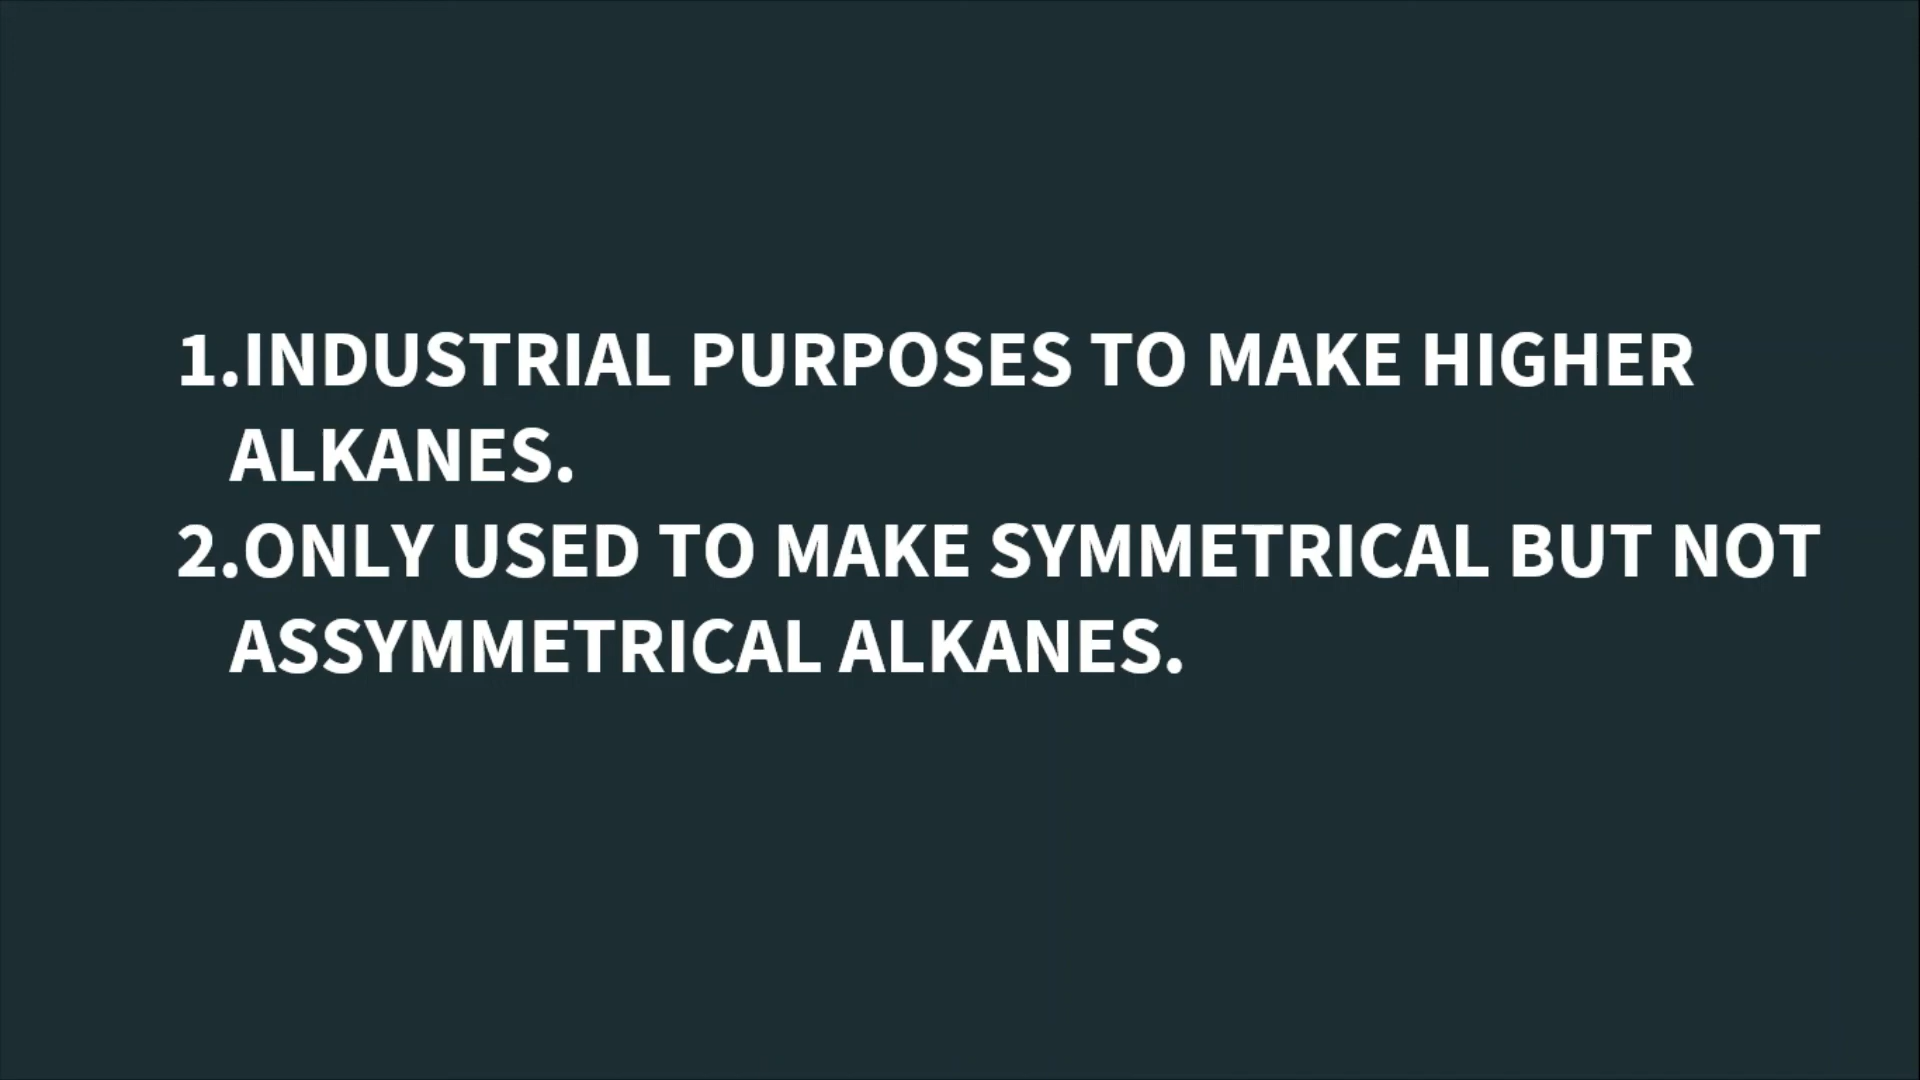 1.INDUSTRIAL PURPOSES TO MAKE HIGHER
ALKANES.
2.ONLY USED TO MAKE SYMMETRICAL BUT NOT
ASSYMMETRICAL ALKANES.